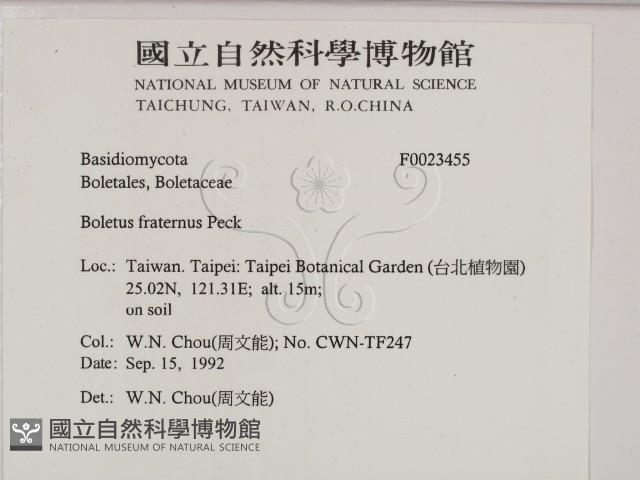 國立自然科學博物館
NATIONAL MUSEUM OF NATURAL SCIENCE
TAICHUNG, TAIWAN, R.O.CHINA
Basidiomycota F0023455
Boletales, Boletaceae
Boletus fraternus Peck
Loc.: Taiwan. Taipei: Taipei Botanical Garden (台北植物園)
25.02N, 121.31E; alt. 15m;
on soil
Col.: W.N. Chou(周文能); No. CWN-TF247
Date: Sep. 15, 1992
Det.: W.N. Chou(周文能)
國立自然科學博物館
NATIONAL MUSEUM OF NATURAL SCIENCE